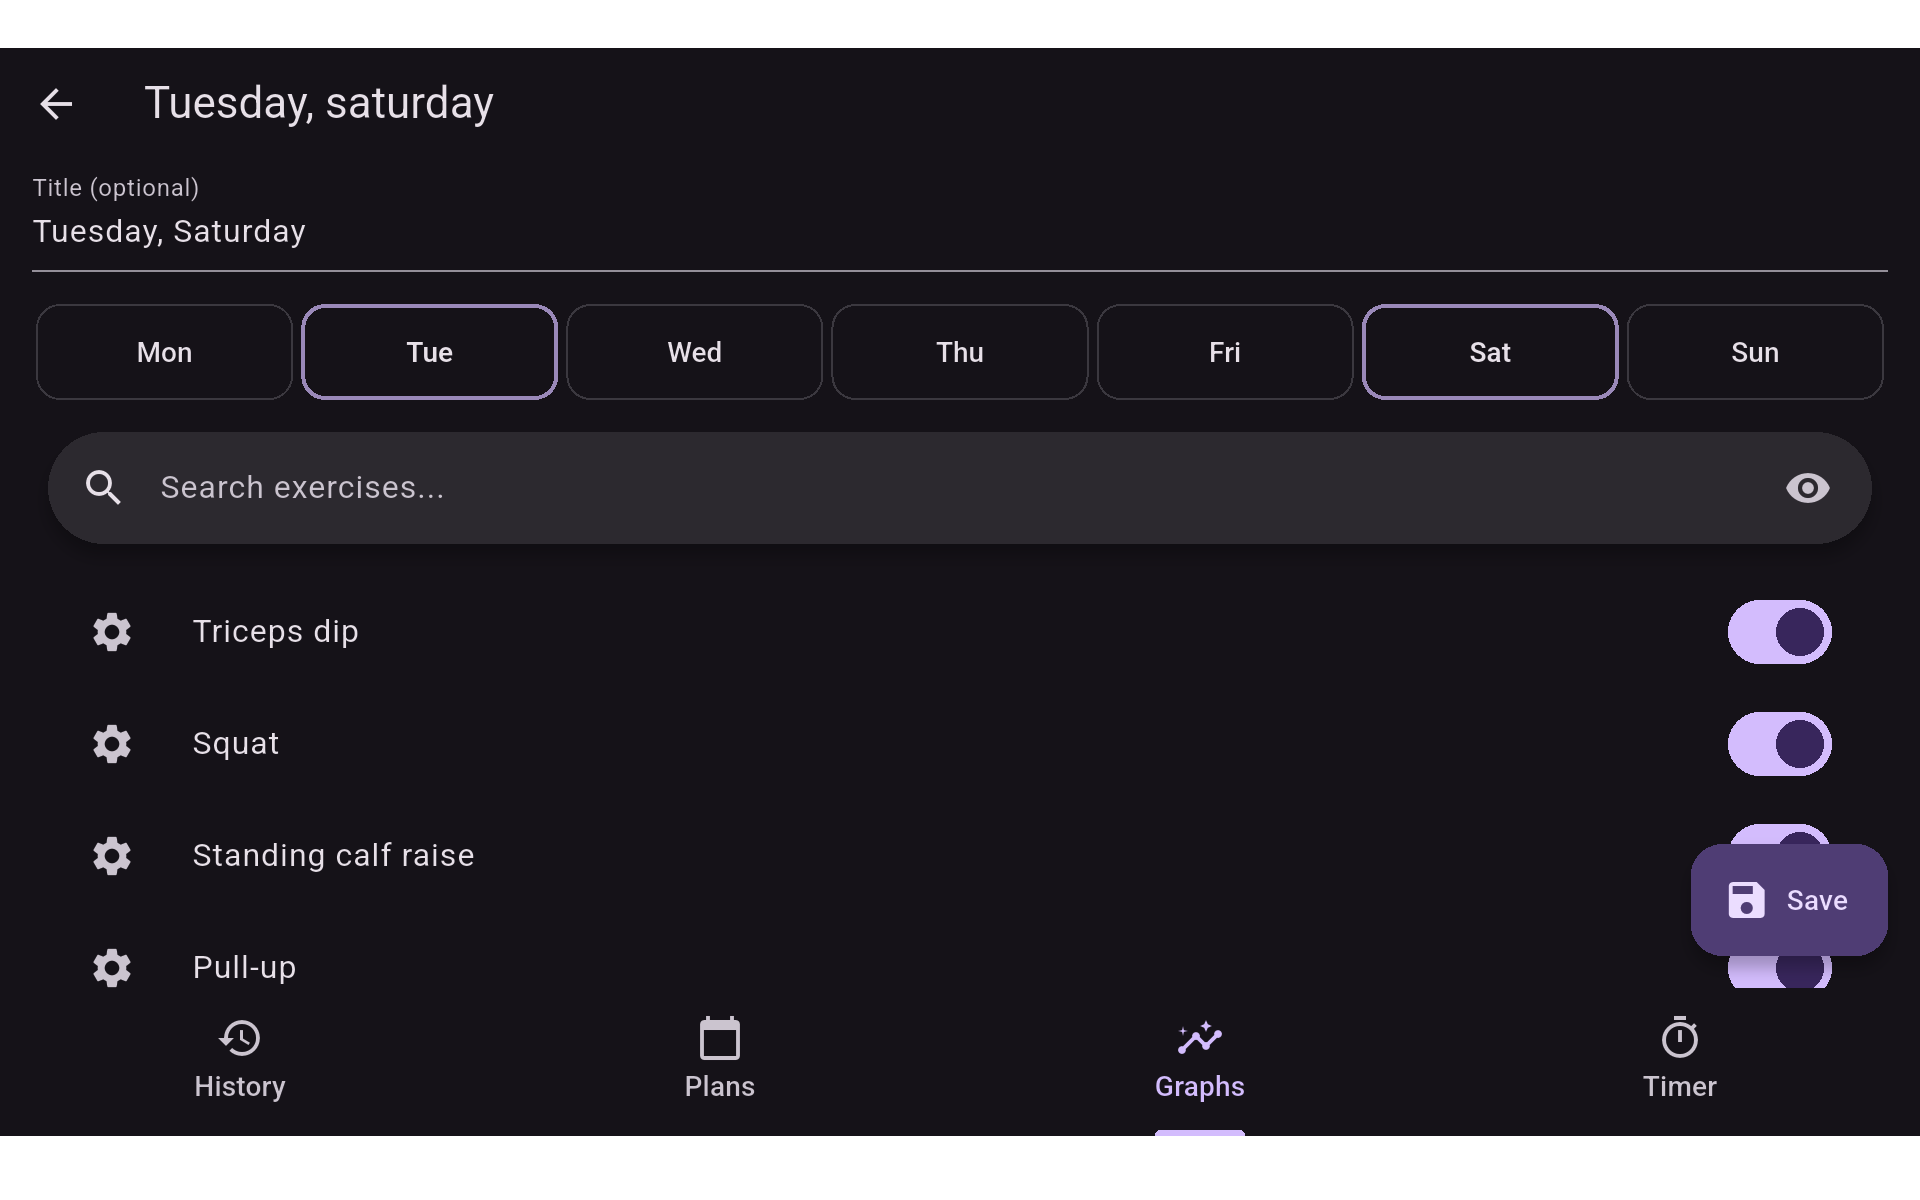 Tuesday, saturday
Title (optional)
Tuesday, Saturday
Mon Tue Wed Thu Fri Sat Sun
Search exercises...
Triceps dip
Squat
Standing calf raise
Save
Pull-up
History Plans Graphs Timer